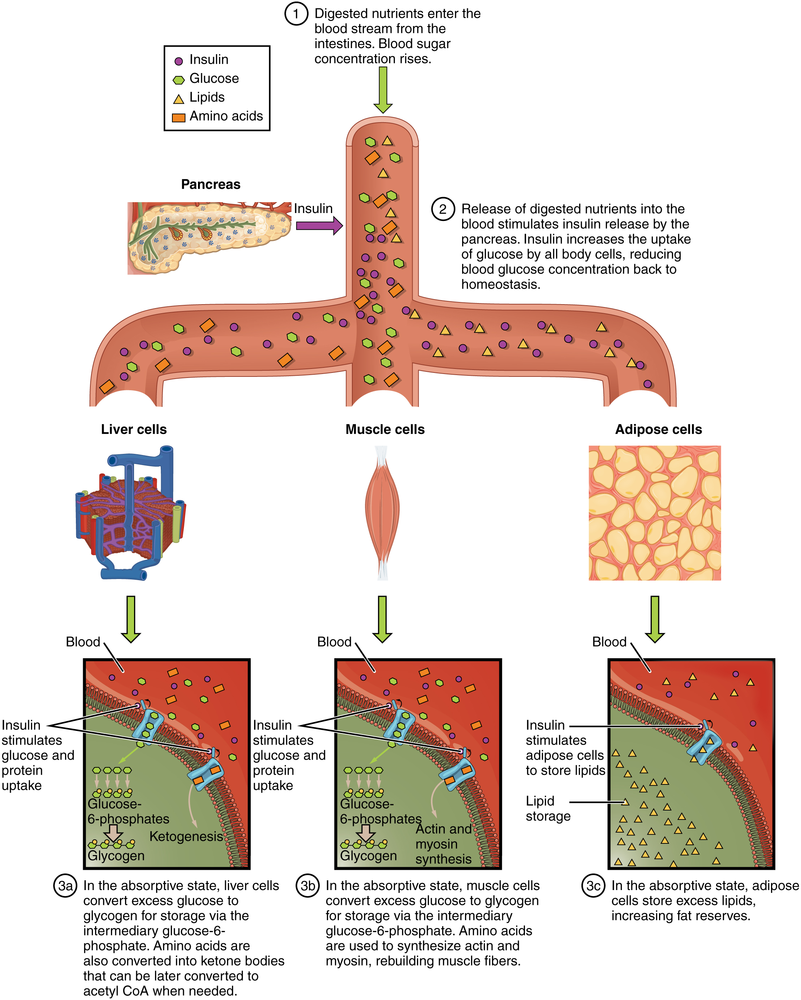 1
Digested nutrients enter the
blood stream from the
intestines. Blood sugar
concentration rises.
Insulin
Glucose
Lipids
Amino acids
Pancreas
Insulin
2
Release of digested nutrients into the
blood stimulates insulin release by the
pancreas. Insulin increases the uptake
of glucose by all body cells, reducing
blood glucose concentration back to
homeostasis.
Liver cells
Muscle cells
Adipose cells
Blood
Insulin
stimulates
glucose and
protein
uptake
Glucose-
6-phosphates
Ketogenesis
Glycogen
Blood
Insulin
stimulates
glucose and
protein
uptake
Glucose-
6-phosphates
Actin and
myosin
synthesis
Glycogen
Blood
Insulin
stimulates
adipose cells
to store lipids
Lipid
storage
3a
In the absorptive state, liver cells
convert excess glucose to
glycogen for storage via the
intermediary glucose-6-
phosphate. Amino acids are
also converted into ketone bodies
that can be later converted to
acetyl CoA when needed.
3b
In the absorptive state, muscle cells
convert excess glucose to glycogen
for storage via the intermediary
glucose-6-phosphate. Amino acids
are used to synthesize actin and
myosin, rebuilding muscle fibers.
3c
In the absorptive state, adipose
cells store excess lipids,
increasing fat reserves.